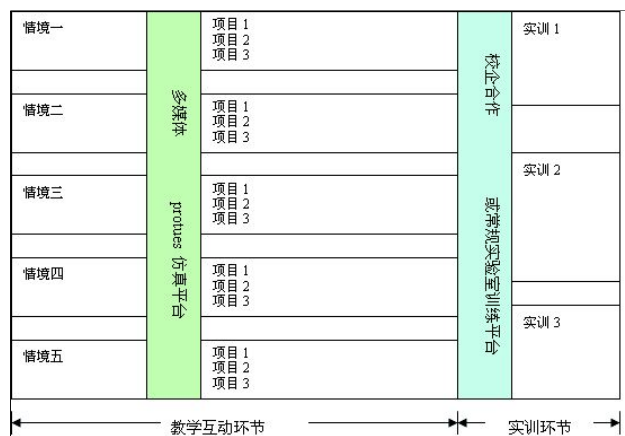 情境一
项目 1
项目 2
项目 3
实训 1
情境二
项目 1
项目 2
项目 3
实训 2
情境三
项目 1
项目 2
项目 3
情境四
项目 1
项目 2
项目 3
实训 3
情境五
项目 1
项目 2
项目 3
多媒体 protues 仿真平台
校企合作 或常规实验室训练平台
教学互动环节
实训环节